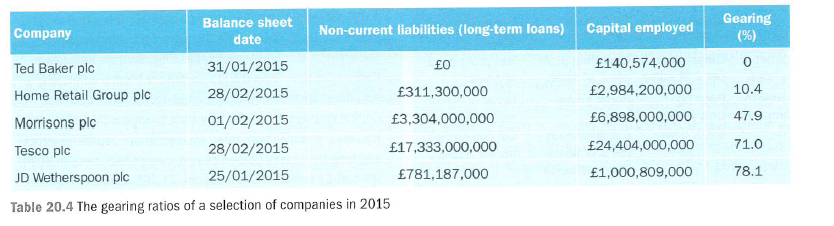 Company Balance sheet date Non-current liabilities (long-term loans) Capital employed Gearing (%)
Ted Baker plc 31/01/2015 £0 £140,574,000 0
Home Retail Group plc 28/02/2015 £311,300,000 £2,984,200,000 10.4
Morrisons plc 01/02/2015 £3,304,000,000 £6,898,000,000 47.9
Tesco plc 28/02/2015 £17,333,000,000 £24,404,000,000 71.0
JD Wetherspoon plc 25/01/2015 £781,187,000 £1,000,809,000 78.1
Table 20.4 The gearing ratios of a selection of companies in 2015